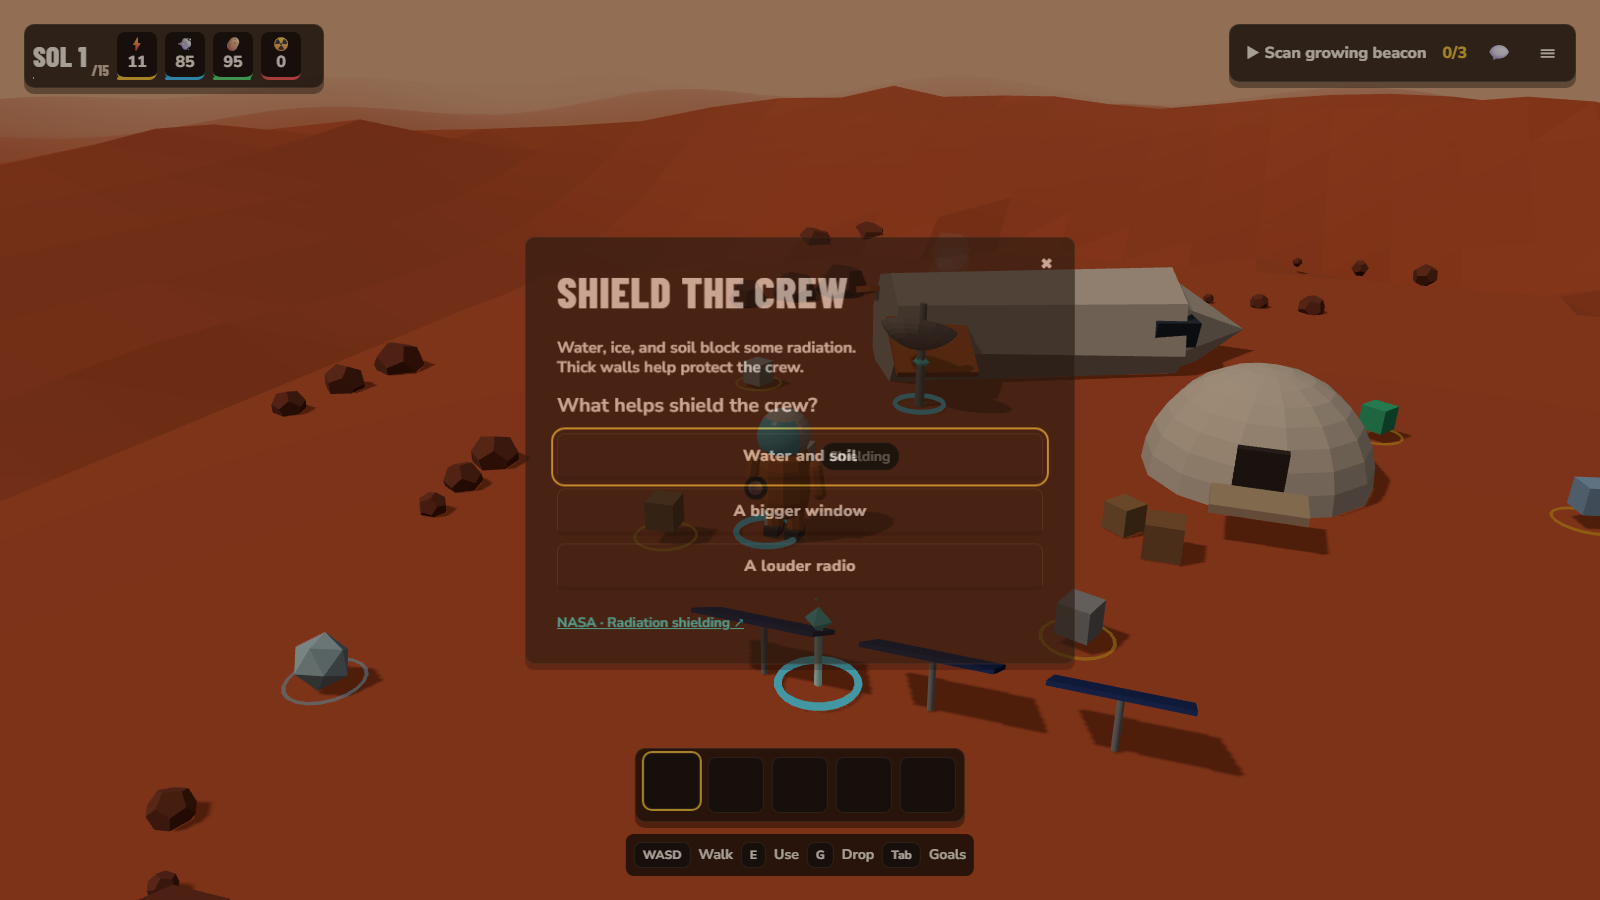 SOL 1 /15
11 85 95 0
Scan growing beacon 0/3
SHIELD THE CREW
Water, ice, and soil block some radiation.
Thick walls help protect the crew.
What helps shield the crew?
Water and soil
A bigger window
A louder radio
NASA · Radiation shielding ↗
WASD Walk E Use G Drop Tab Goals